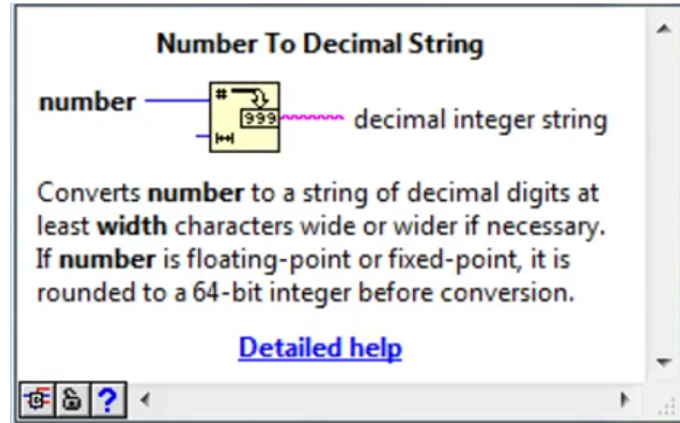 Number To Decimal String
number
#
999
decimal integer string
Converts number to a string of decimal digits at
least width characters wide or wider if necessary.
If number is floating-point or fixed-point, it is
rounded to a 64-bit integer before conversion.
Detailed help
?